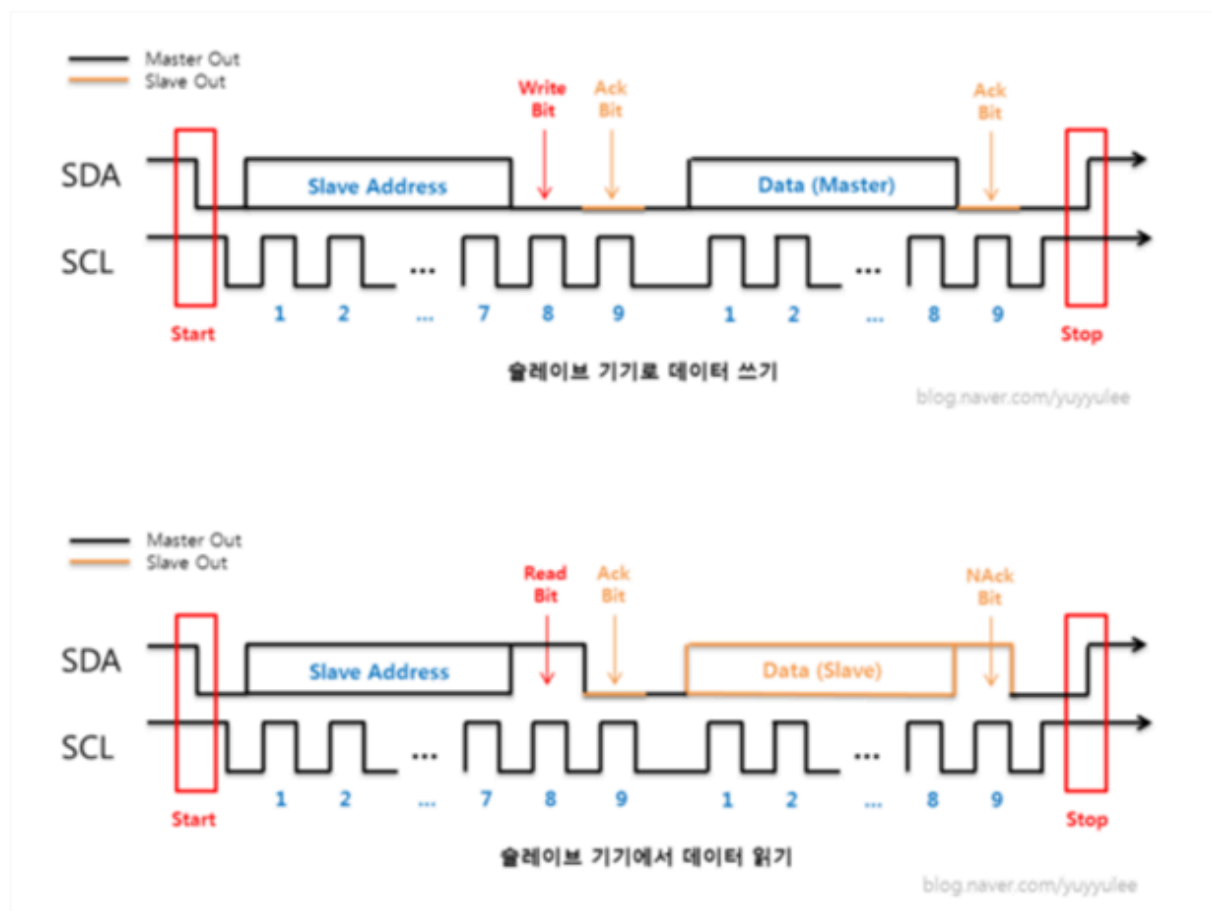 Master Out
Slave Out
Write Bit
Ack Bit
Ack Bit
SDA
Slave Address
Data (Master)
SCL
...
...
1 2 ... 7 8 9 1 2 ... 8 9
Start
Stop
슬레이브 기기로 데이터 쓰기
blog.naver.com/yuyyulee
Master Out
Slave Out
Read Bit
Ack Bit
NAck Bit
SDA
Slave Address
Data (Slave)
SCL
...
...
1 2 ... 7 8 9 1 2 ... 8 9
Start
Stop
슬레이브 기기에서 데이터 읽기
blog.naver.com/yuyyulee